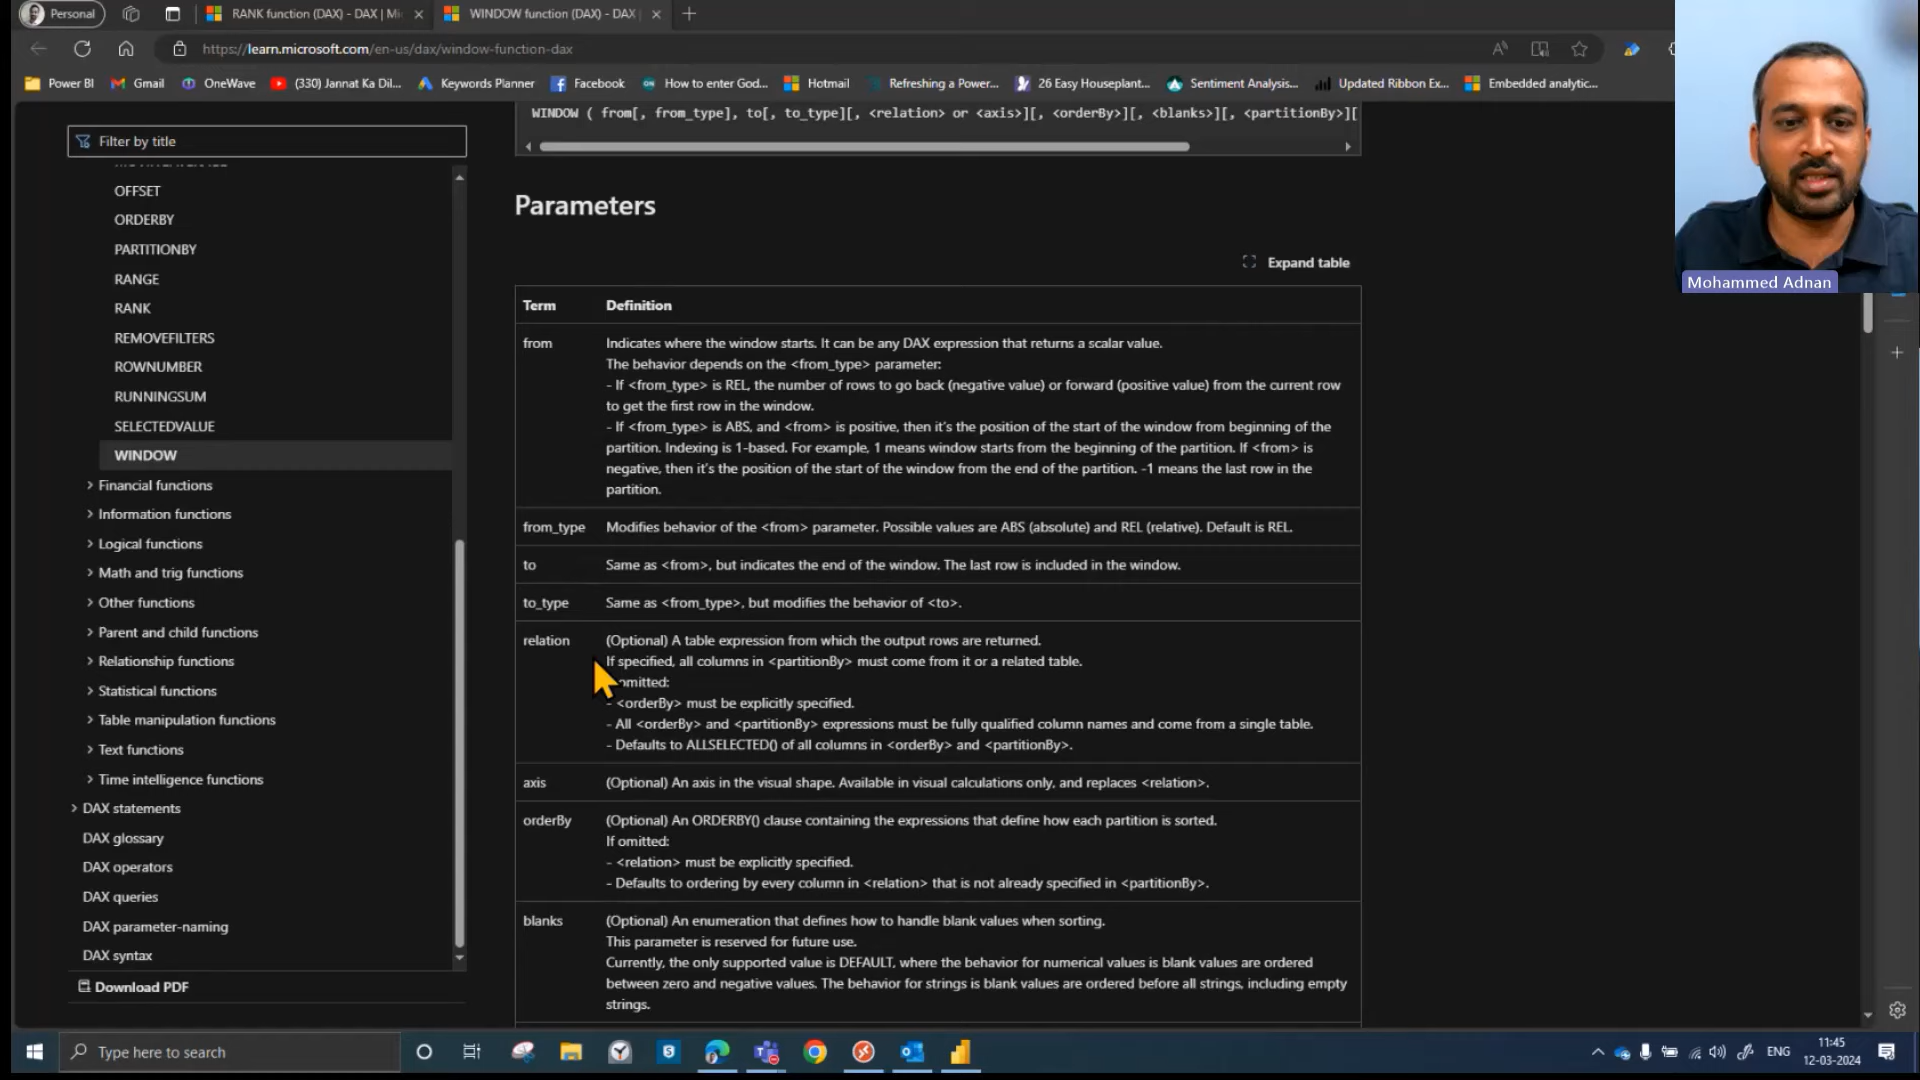 Personal
RANK function (DAX) - DAX | Mi
WINDOW function (DAX) - DAX
https://learn.microsoft.com/en-us/dax/window-function-dax
Power BI
Gmail
OneWave
(330) Jannat Ka Dil...
Keywords Planner
Facebook
How to enter God...
Hotmail
Refreshing a Power...
26 Easy Houseplant...
Sentiment Analysis...
Updated Ribbon Ex...
Embedded analytic...
Mohammed Adnan
Filter by title
OFFSET
ORDERBY
PARTITIONBY
RANGE
RANK
REMOVEFILTERS
ROWNUMBER
RUNNINGSUM
SELECTEDVALUE
WINDOW
Financial functions
Information functions
Logical functions
Math and trig functions
Other functions
Parent and child functions
Relationship functions
Statistical functions
Table manipulation functions
Text functions
Time intelligence functions
DAX statements
DAX glossary
DAX operators
DAX queries
DAX parameter-naming
DAX syntax
Download PDF
WINDOW ( from[, from_type], to[, to_type][, <relation> or <axis>][, <orderBy>][, <blanks>][, <partitionBy>][
Parameters
Expand table
Term Definition
from Indicates where the window starts. It can be any DAX expression that returns a scalar value.
The behavior depends on the <from_type> parameter:
- If <from_type> is REL, the number of rows to go back (negative value) or forward (positive value) from the current row
to get the first row in the window.
- If <from_type> is ABS, and <from> is positive, then it's the position of the start of the window from beginning of the
partition. Indexing is 1-based. For example, 1 means window starts from the beginning of the partition. If <from> is
negative, then it's the position of the start of the window from the end of the partition. -1 means the last row in the
partition.
from_type Modifies behavior of the <from> parameter. Possible values are ABS (absolute) and REL (relative). Default is REL.
to Same as <from>, but indicates the end of the window. The last row is included in the window.
to_type Same as <from_type>, but modifies the behavior of <to>.
relation (Optional) A table expression from which the output rows are returned.
If specified, all columns in <partitionBy> must come from it or a related table.
omitted:
- <orderBy> must be explicitly specified.
- All <orderBy> and <partitionBy> expressions must be fully qualified column names and come from a single table.
- Defaults to ALLSELECTED() of all columns in <orderBy> and <partitionBy>.
axis (Optional) An axis in the visual shape. Available in visual calculations only, and replaces <relation>.
orderBy (Optional) An ORDERBY() clause containing the expressions that define how each partition is sorted.
If omitted:
- <relation> must be explicitly specified.
- Defaults to ordering by every column in <relation> that is not already specified in <partitionBy>.
blanks (Optional) An enumeration that defines how to handle blank values when sorting.
This parameter is reserved for future use.
Currently, the only supported value is DEFAULT, where the behavior for numerical values is blank values are ordered
between zero and negative values. The behavior for strings is blank values are ordered before all strings, including empty
strings.
Type here to search
ENG
11:45
12-03-2024